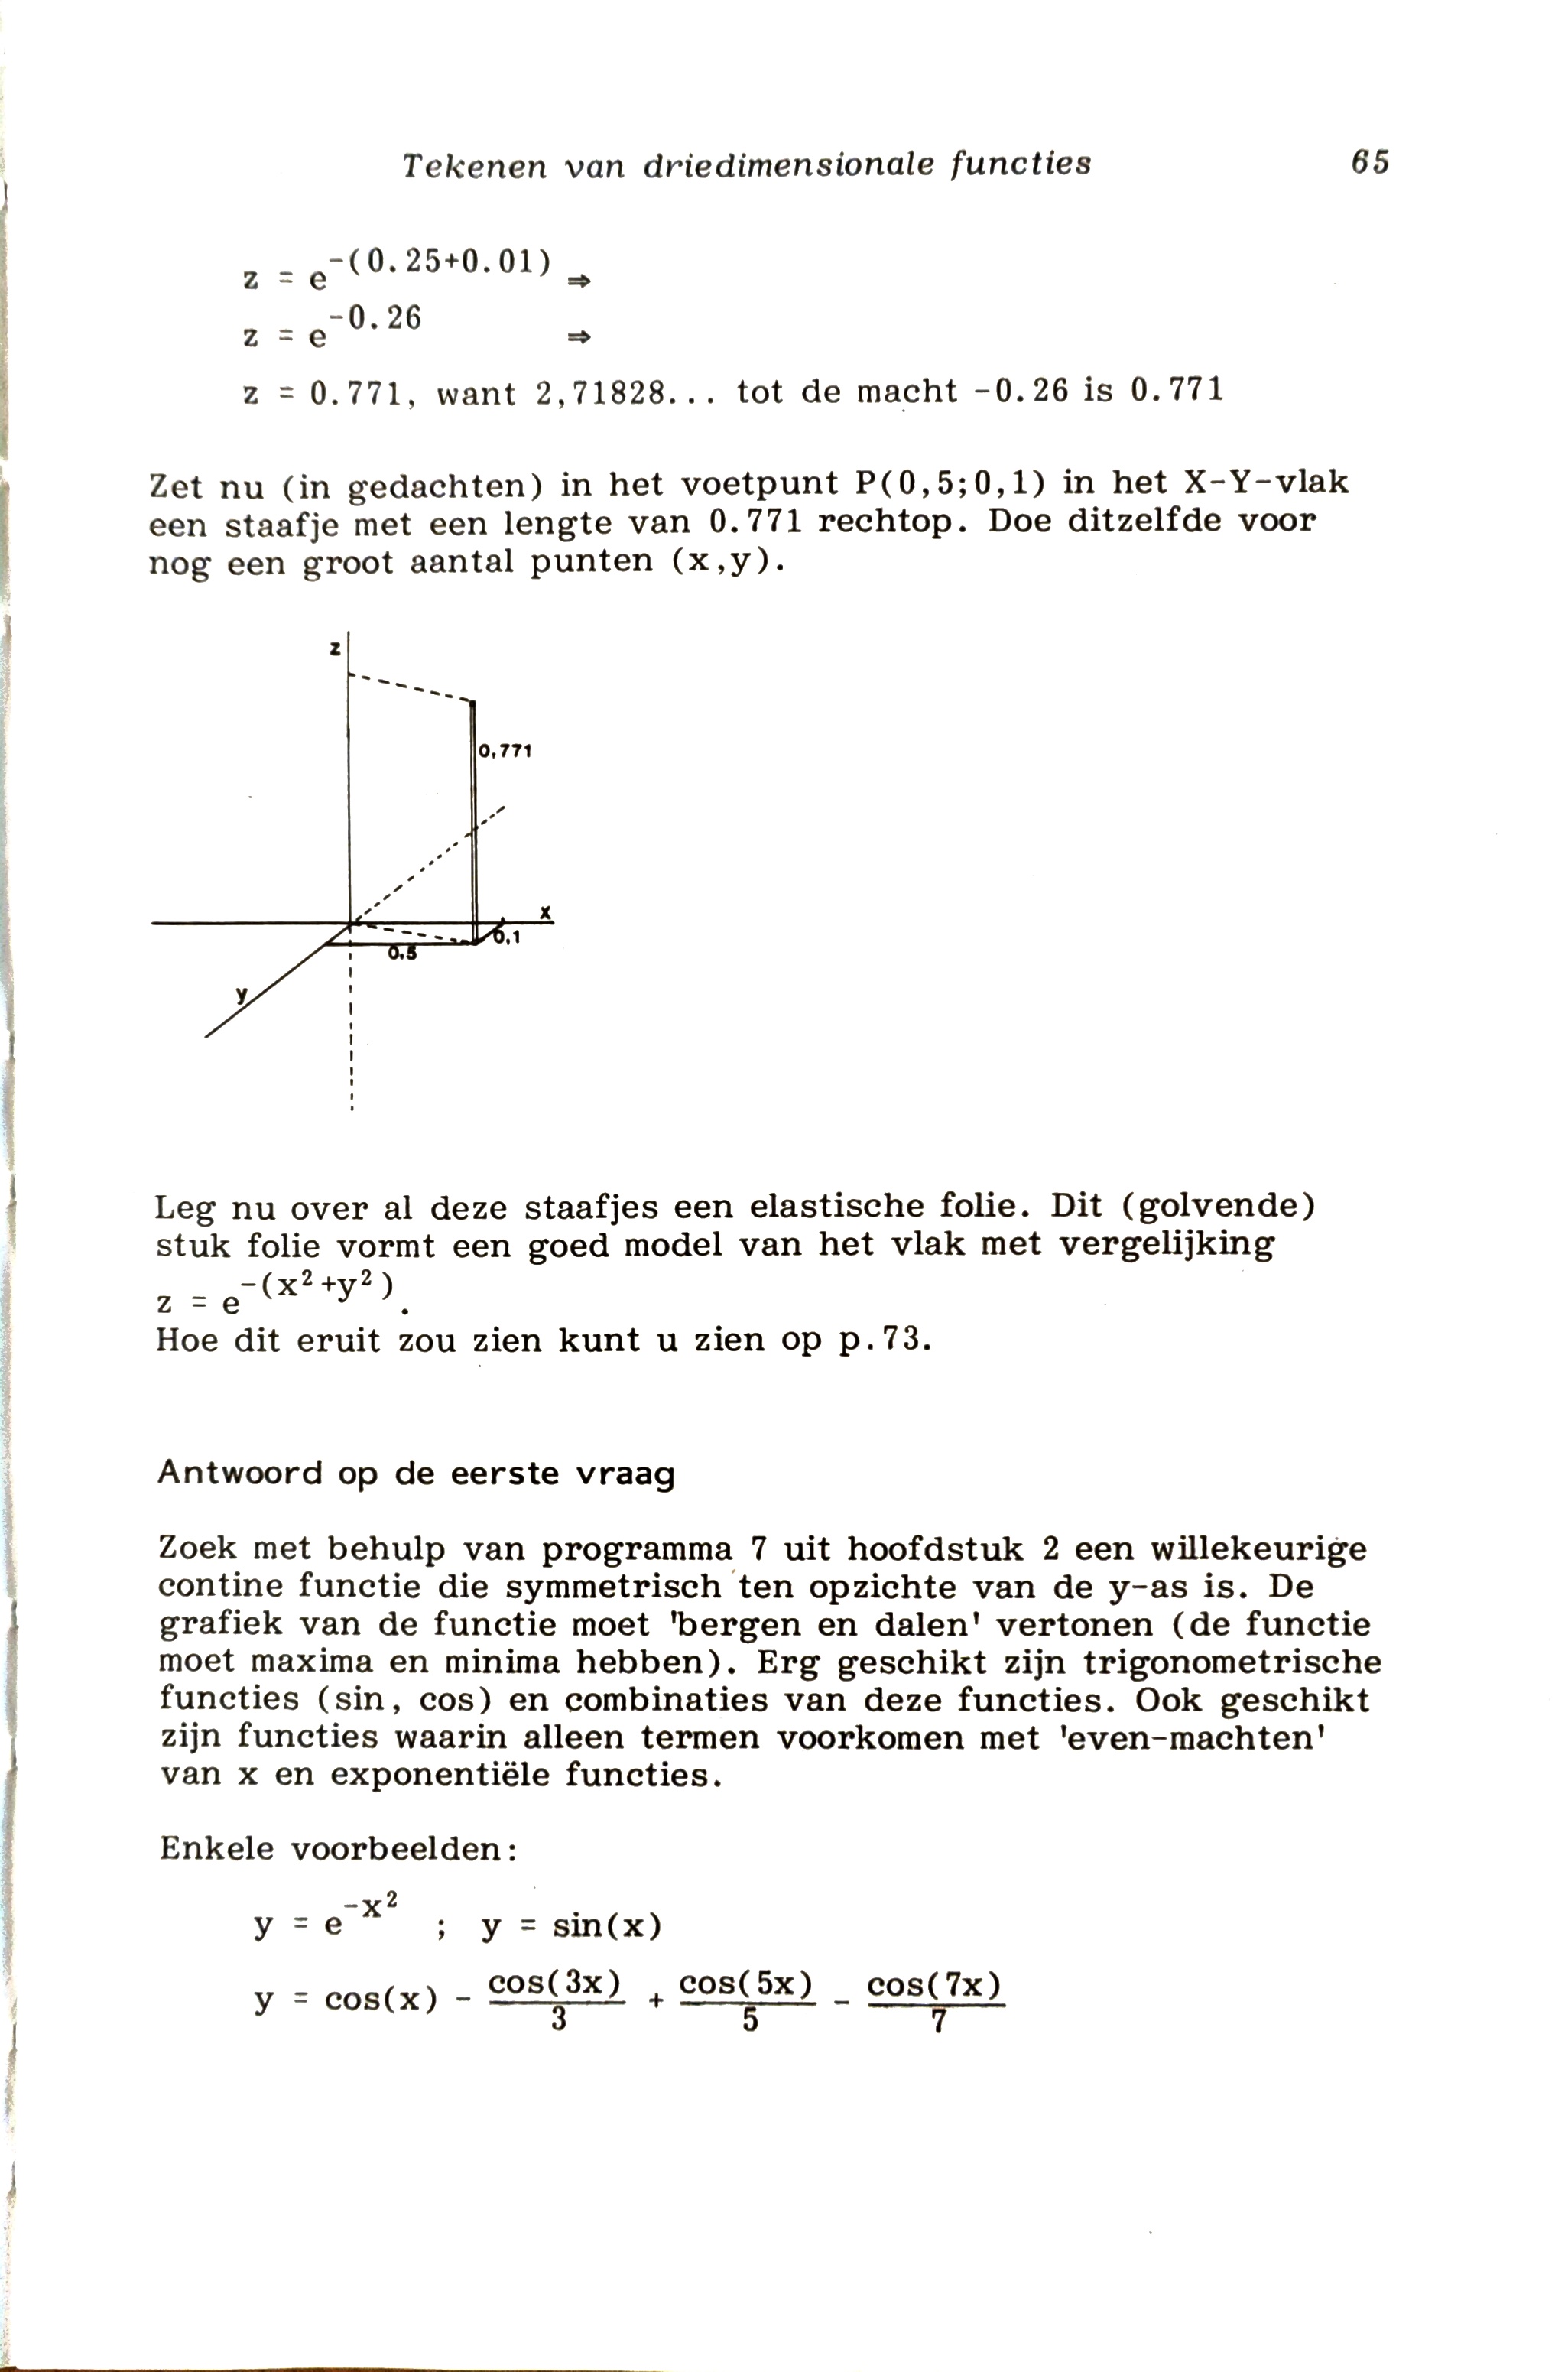 Tekenen van driedimensionale functies 65
z = e^-(0.25+0.01) ⇒
z = e^-0.26 ⇒
z = 0.771, want 2,71828... tot de macht -0.26 is 0.771
Zet nu (in gedachten) in het voetpunt P(0,5;0,1) in het X-Y-vlak
een staafje met een lengte van 0.771 rechtop. Doe ditzelfde voor
nog een groot aantal punten (x,y).
z
0,771
x
0,1
0,5
y
Leg nu over al deze staafjes een elastische folie. Dit (golvende)
stuk folie vormt een goed model van het vlak met vergelijking
z = e^-(x²+y²).
Hoe dit eruit zou zien kunt u zien op p.73.
Antwoord op de eerste vraag
Zoek met behulp van programma 7 uit hoofdstuk 2 een willekeurige
contine functie die symmetrisch ten opzichte van de y-as is. De
grafiek van de functie moet 'bergen en dalen' vertonen (de functie
moet maxima en minima hebben). Erg geschikt zijn trigonometrische
functies (sin, cos) en combinaties van deze functies. Ook geschikt
zijn functies waarin alleen termen voorkomen met 'even-machten'
van x en exponentiële functies.
Enkele voorbeelden:
y = e^-x² ; y = sin(x)
y = cos(x) - cos(3x)/3 + cos(5x)/5 - cos(7x)/7